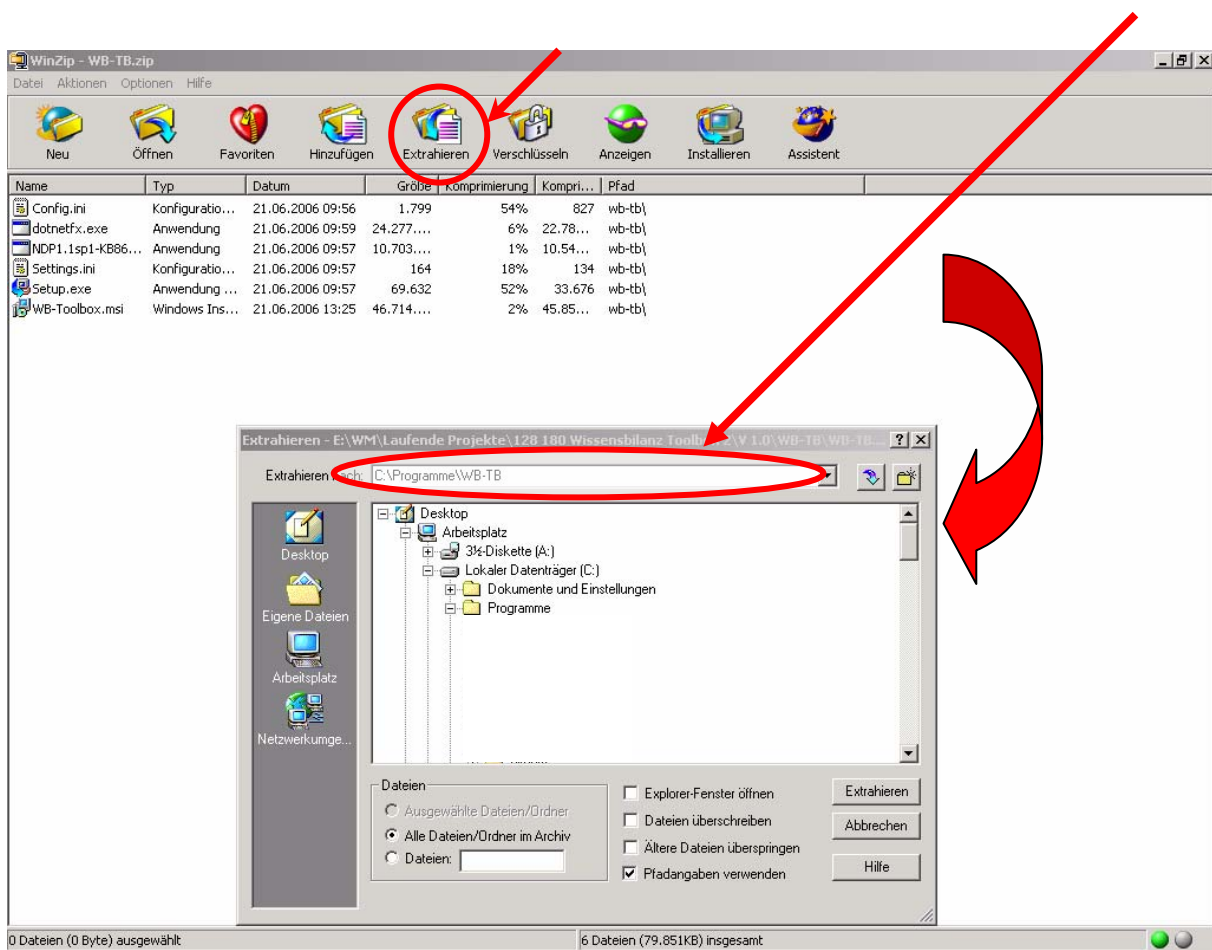 WinZip - WB-TB.zip
Datei Aktionen Optionen Hilfe
Neu Öffnen Favoriten Hinzufügen Extrahieren Verschlüsseln Anzeigen Installieren Assistent
Name Typ Datum Größe Komprimierung Kompri... Pfad
Config.ini Konfiguratio... 21.06.2006 09:56 1.799 54% 827 wb-tb\
dotnetfx.exe Anwendung 21.06.2006 09:59 24.277.... 6% 22.78... wb-tb\
NDP1.1sp1-KB86... Anwendung 21.06.2006 09:57 10.703.... 1% 10.54... wb-tb\
Settings.ini Konfiguratio... 21.06.2006 09:57 164 18% 134 wb-tb\
Setup.exe Anwendung ... 21.06.2006 09:57 69.632 52% 33.676 wb-tb\
WB-Toolbox.msi Windows Ins... 21.06.2006 13:25 46.714.... 2% 45.85... wb-tb\
Extrahieren - E:\WM\Laufende Projekte\128 180 Wissensbilanz \V 1.0\WB-TB\WB-TB....
Extrahieren nach: C:\Programme\WB-TB
Desktop
Arbeitsplatz
3½-Diskette (A:)
Lokaler Datenträger (C:)
Dokumente und Einstellungen
Programme
Desktop
Eigene Dateien
Arbeitsplatz
Netzwerkumge...
Dateien
Ausgewählte Dateien/Ordner
Alle Dateien/Ordner im Archiv
Dateien:
Explorer-Fenster öffnen
Dateien überschreiben
Ältere Dateien überspringen
Pfadangaben verwenden
Extrahieren
Abbrechen
Hilfe
0 Dateien (0 Byte) ausgewählt 6 Dateien (79.851KB) insgesamt